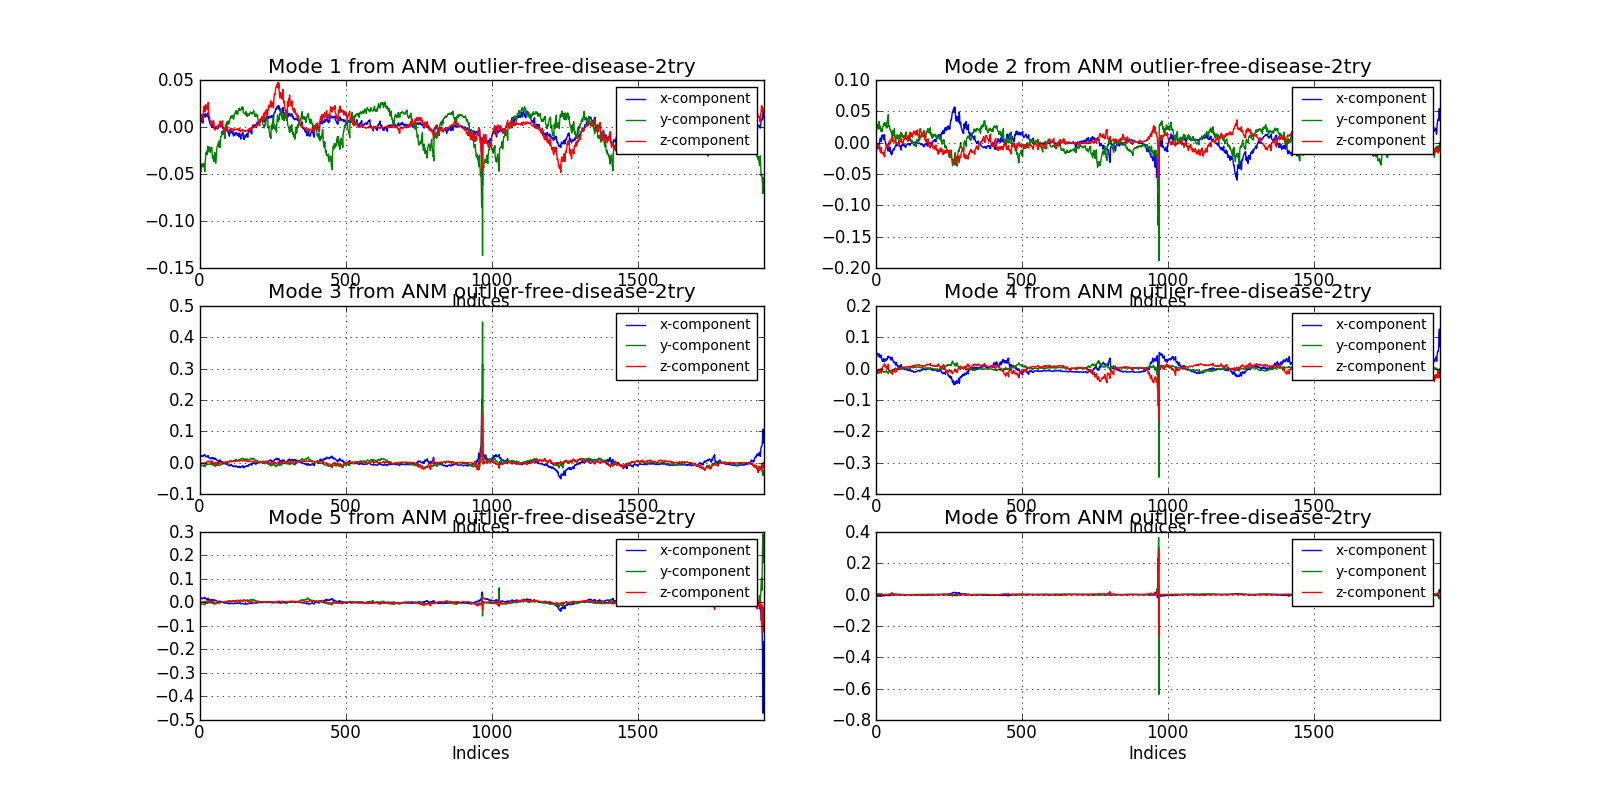 Mode 1 from ANM outlier-free-disease-2try
0.05
0.00
−0.05
−0.10
−0.15
x-component
y-component
z-component
0 500 1000 1500
Indices
Mode 2 from ANM outlier-free-disease-2try
0.10
0.05
0.00
−0.05
−0.10
−0.15
−0.20
x-component
y-component
z-component
0 500 1000 1500
Indices
Mode 3 from ANM outlier-free-disease-2try
0.5
0.4
0.3
0.2
0.1
0.0
−0.1
x-component
y-component
z-component
0 500 1000 1500
Indices
Mode 4 from ANM outlier-free-disease-2try
0.2
0.1
0.0
−0.1
−0.2
−0.3
−0.4
x-component
y-component
z-component
0 500 1000 1500
Indices
Mode 5 from ANM outlier-free-disease-2try
0.3
0.2
0.1
0.0
−0.1
−0.2
−0.3
−0.4
−0.5
x-component
y-component
z-component
0 500 1000 1500
Indices
Mode 6 from ANM outlier-free-disease-2try
0.4
0.2
0.0
−0.2
−0.4
−0.6
−0.8
x-component
y-component
z-component
0 500 1000 1500
Indices